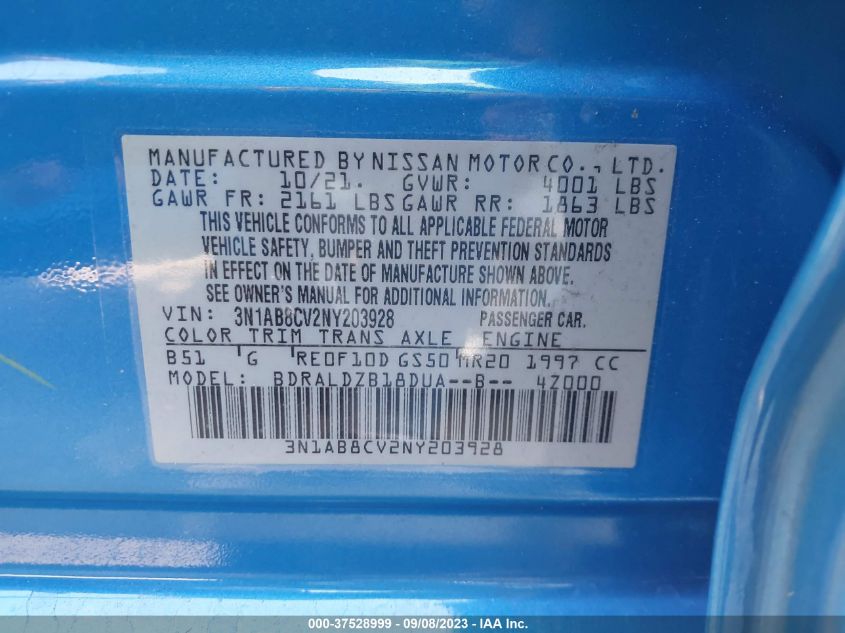 MANUFACTURED BY NISSAN MOTOR CO., LTD.
DATE: 10/21. GVWR: 4001 LBS
GAWR FR: 2161 LBS GAWR RR: 1863 LBS
THIS VEHICLE CONFORMS TO ALL APPLICABLE FEDERAL MOTOR
VEHICLE SAFETY, BUMPER AND THEFT PREVENTION STANDARDS
IN EFFECT ON THE DATE OF MANUFACTURE SHOWN ABOVE.
SEE OWNER'S MANUAL FOR ADDITIONAL INFORMATION.
VIN: 3N1AB8CV2NY203928 PASSENGER CAR.
COLOR TRIM TRANS AXLE ENGINE
B51 G RE0F10D GS50 MR20 1997 CC
MODEL: BDRALDZB18DUA--B-- 4Z000
3N1AB8CV2NY203928
000-37528999 - 09/08/2023 - IAA Inc.